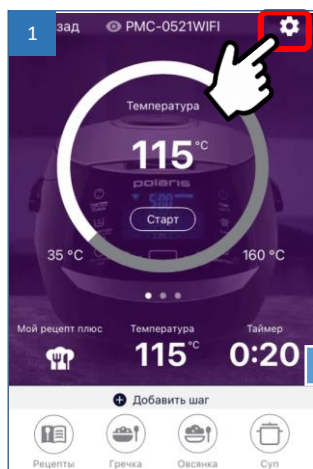 1
зад PMC-0521WIFI
Температура
115°C
polaris
Старт
35 °C 160 °C
Мой рецепт плюс Температура Таймер
115°C 0:20
Добавить шаг
Рецепты Гречка Овсянка Суп